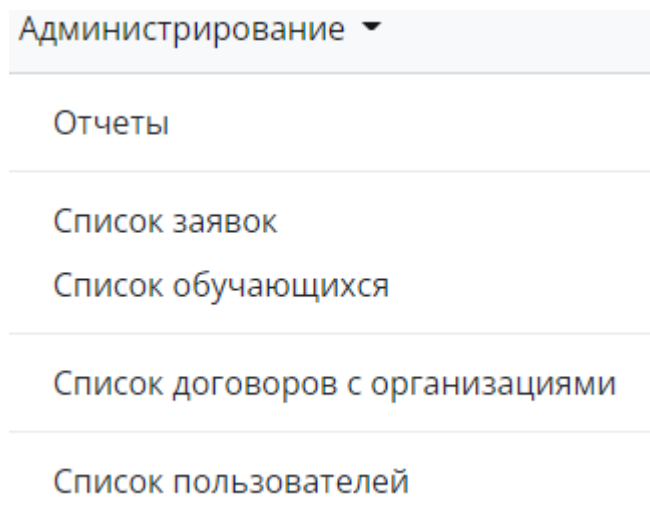 Администрирование
Отчеты
Список заявок
Список обучающихся
Список договоров с организациями
Список пользователей